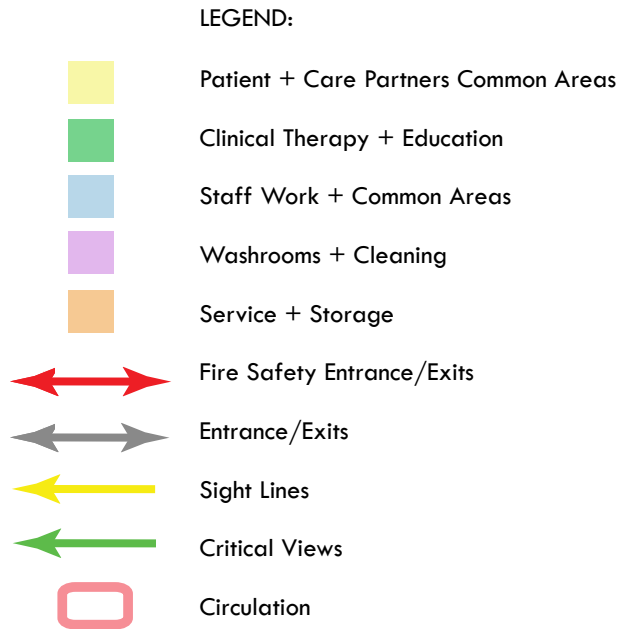 LEGEND:
Patient + Care Partners Common Areas
Clinical Therapy + Education
Staff Work + Common Areas
Washrooms + Cleaning
Service + Storage
Fire Safety Entrance/Exits
Entrance/Exits
Sight Lines
Critical Views
Circulation